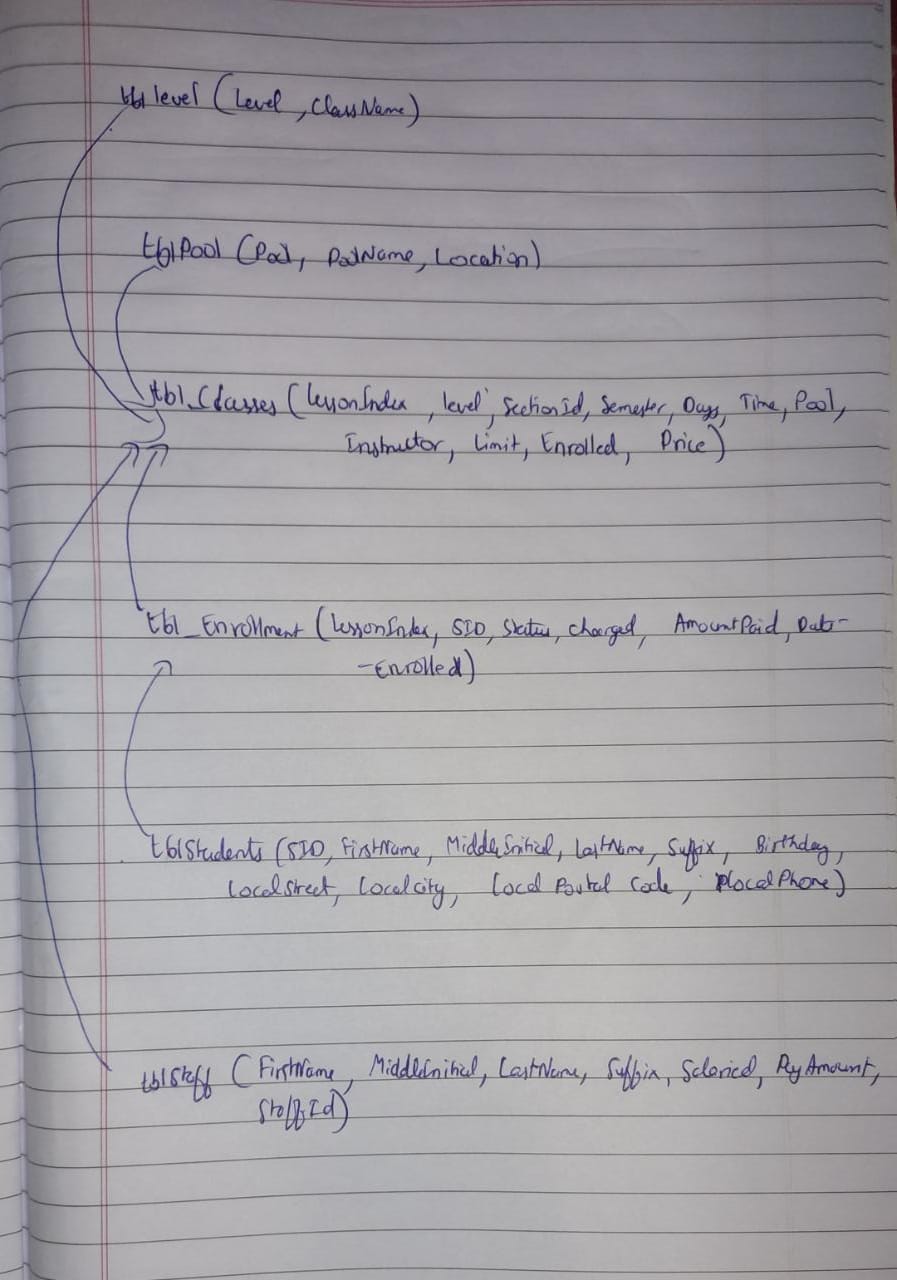 tbl level (Level, ClassName)
tblPool (Pool, PoolName, Location)
tbl_Classes (LessonIndex, level, SectionId, Semester, Days, Time, Pool,
Instructor, Limit, Enrolled, Price)
tbl_Enrollment (LessonIndex, SID, Status, Charged, AmountPaid, Date-
-Enrolled)
tblStudents (SID, FirstName, MiddleInitial, LastName, Suffix, Birthday,
LocalStreet, LocalCity, Local Postal Code, LocalPhone)
tblStaff (FirstName, MiddleInitial, LastName, Suffix, Salaried, PayAmount,
StaffId)